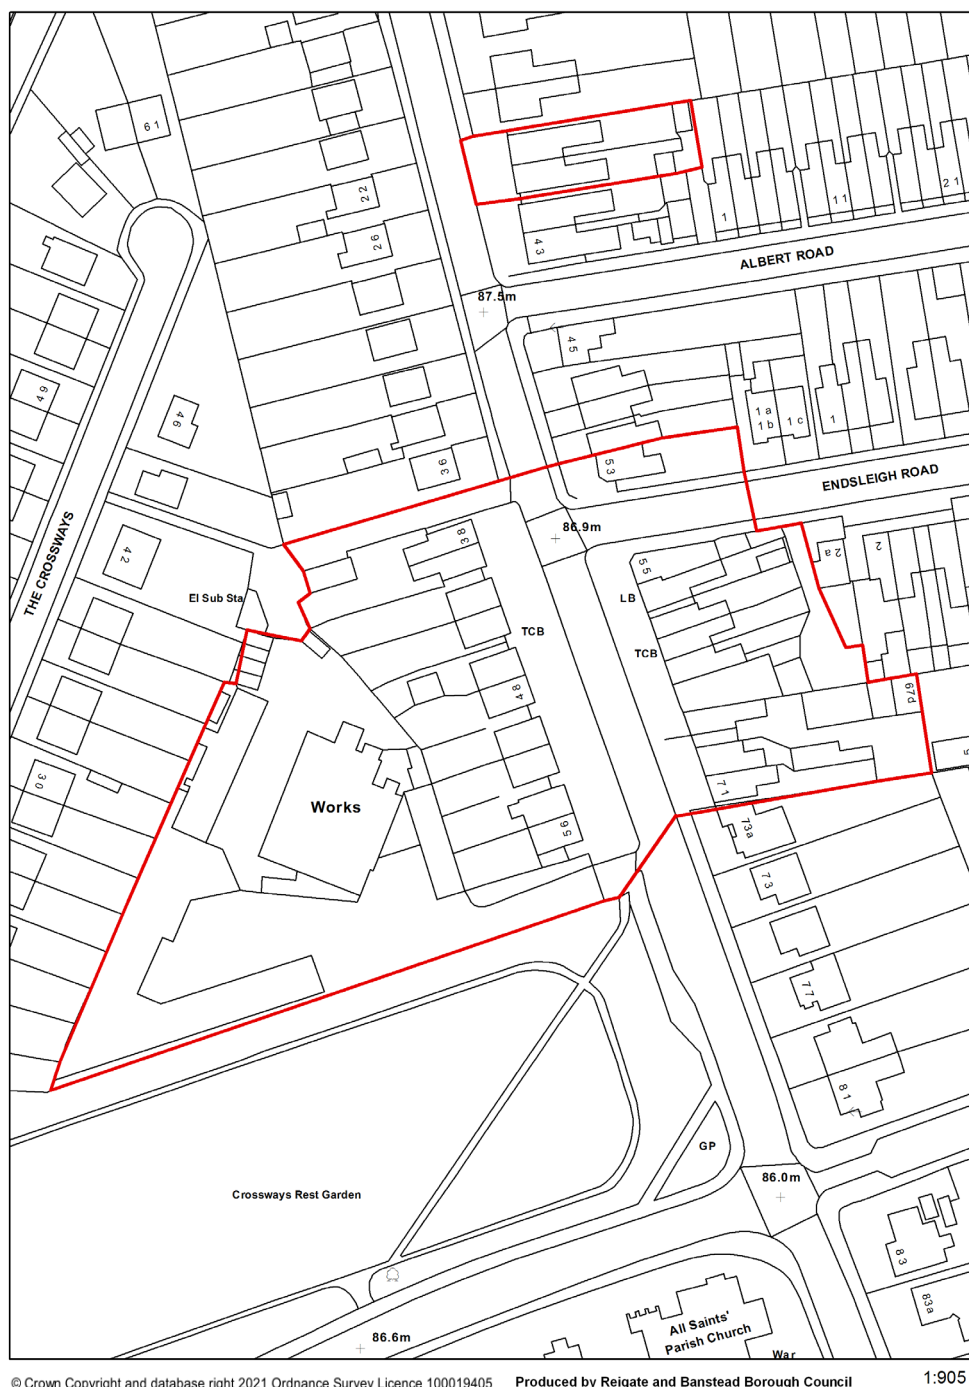 61
22
26
43
1
11
21
ALBERT ROAD
87.5m
45
49
46
1a
1b
1c
1
36
53
ENDSLEIGH ROAD
THE CROSSWAYS
86.9m
38
42
55
2a
2
El Sub Sta
LB
TCB
TCB
48
67d
30
Works
71
56
73a
73
77
81
GP
86.0m
Crossways Rest Garden
83
83a
All Saints'
Parish Church
War
86.6m
© Crown Copyright and database right 2021 Ordnance Survey Licence 100019405
Produced by Reigate and Banstead Borough Council
1:905